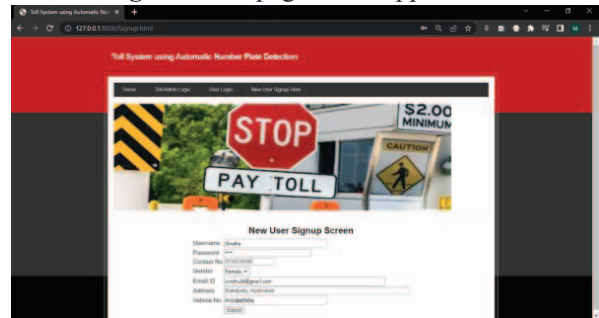 Toll System using Automatic Num
127.0.0.1:8000/Signup.html
Toll System using Automatic Number Plate Detection
Home Toll Admin Login User Login New User Signup Here
$2.00
MINIMUM
STOP
CAUTION
PAY TOLL
New User Signup Screen
Username
Password ****
Contact No
Gender Female
Email ID
Address Hyderabad
Vehicle No
Submit